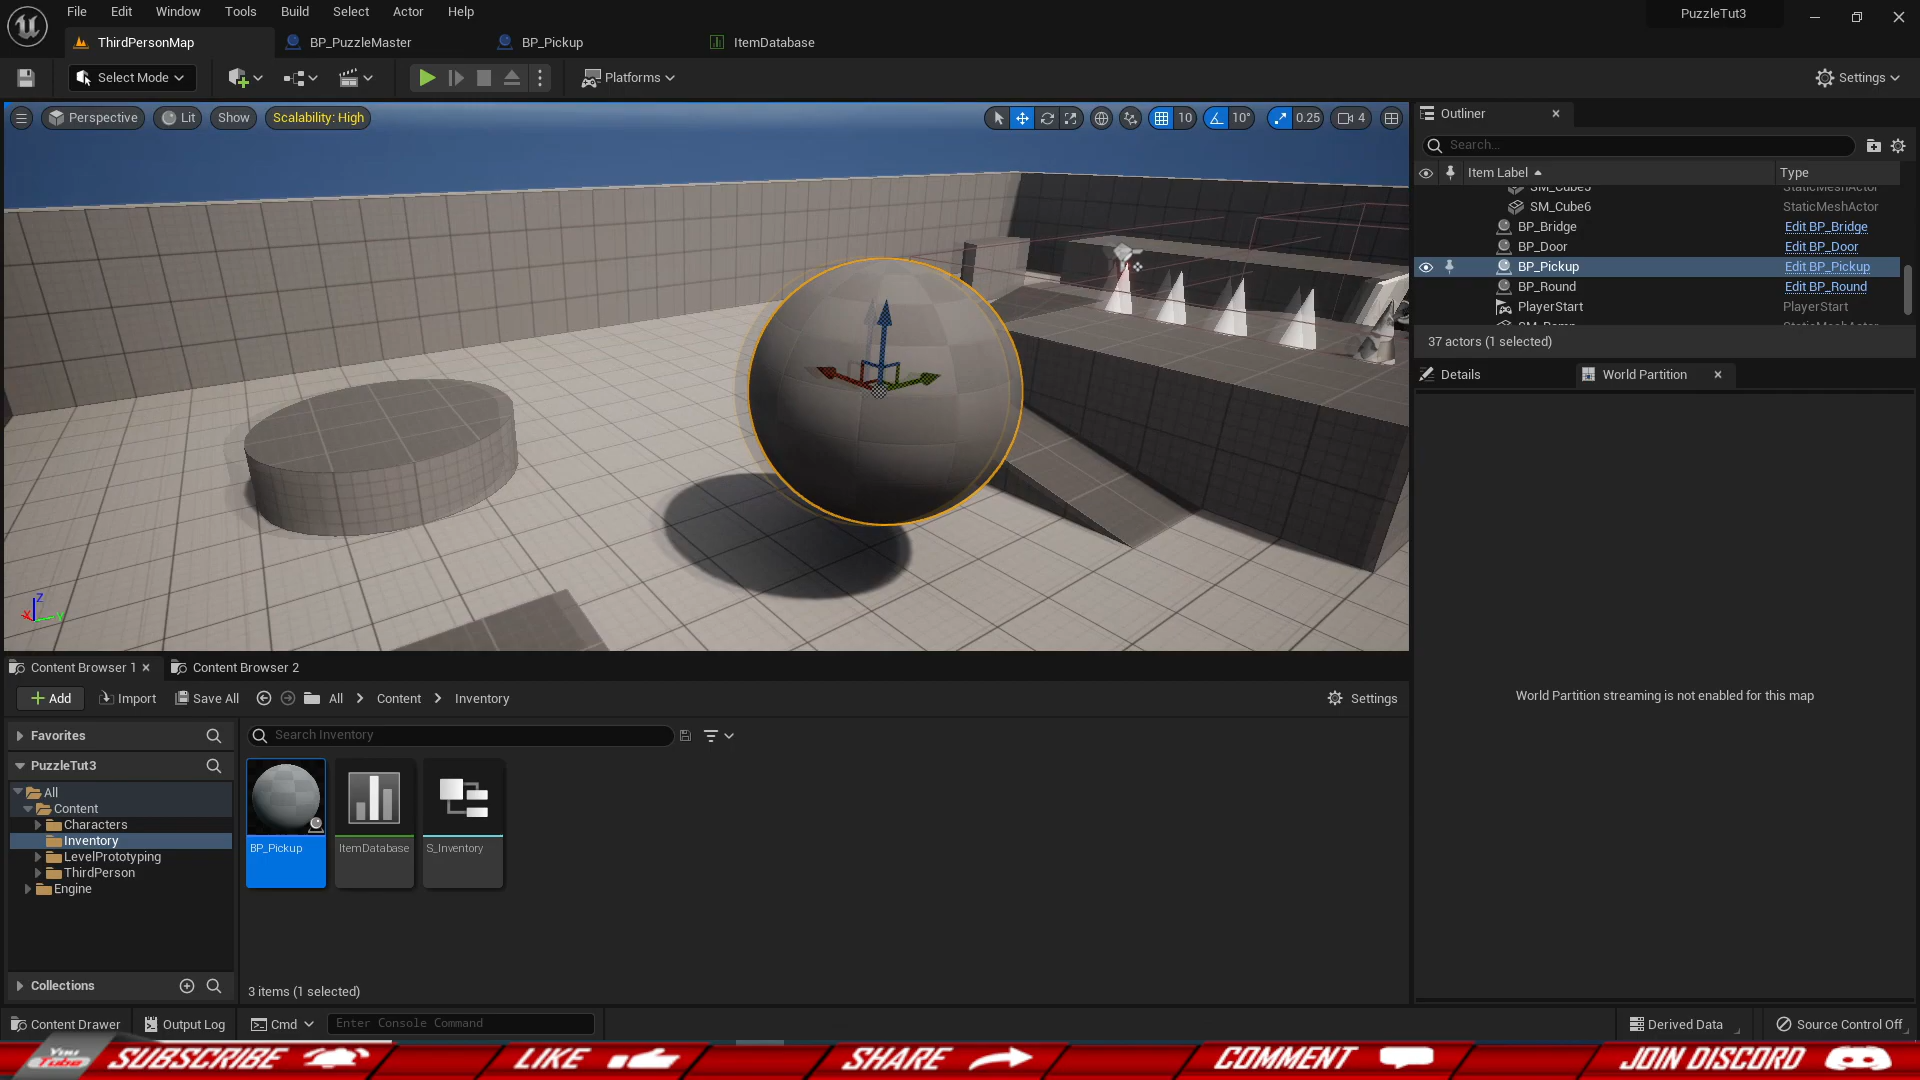 File Edit Window Tools Build Select Actor Help
PuzzleTut3
ThirdPersonMap
BP_PuzzleMaster
BP_Pickup
ItemDatabase
Select Mode
Platforms
Settings
Perspective
Lit
Show
Scalability: High
10
10°
0.25
4
Outliner
Search...
Item Label
Type
SM_Cube6 StaticMeshActor
BP_Bridge Edit BP_Bridge
BP_Door Edit BP_Door
BP_Pickup Edit BP_Pickup
BP_Round Edit BP_Round
PlayerStart PlayerStart
37 actors (1 selected)
Details
World Partition
World Partition streaming is not enabled for this map
Z
X
Y
Content Browser 1
Content Browser 2
Add
Import
Save All
All
Content
Inventory
Settings
Favorites
Search Inventory
PuzzleTut3
All
Content
Characters
Inventory
LevelPrototyping
ThirdPerson
Engine
BP_Pickup
ItemDatabase
S_Inventory
Collections
3 items (1 selected)
Content Drawer
Output Log
Cmd
Enter Console Command
Derived Data
Source Control Off
You Tube
SUBSCRIBE
LIKE
SHARE
COMMENT
JOIN DISCORD